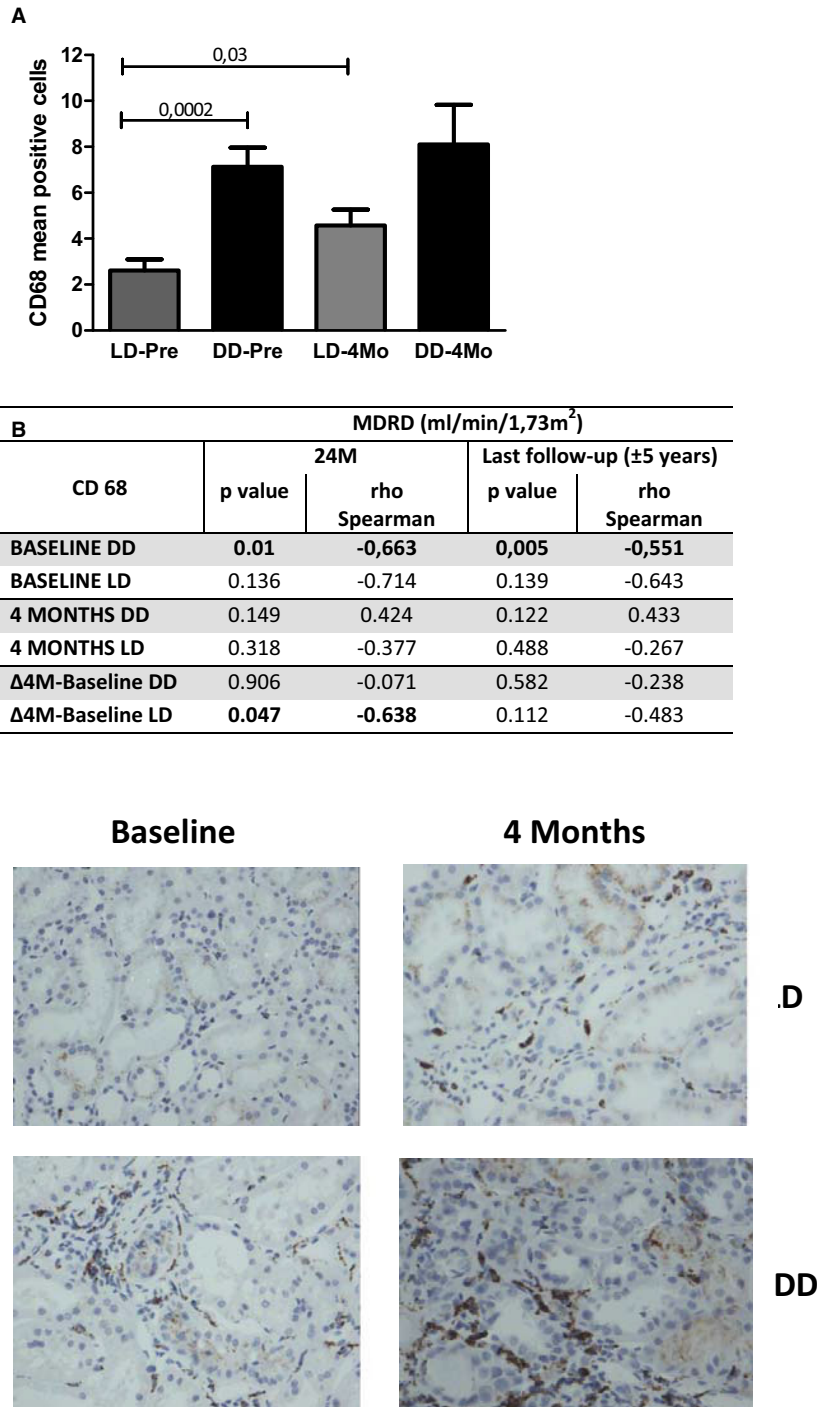 A
CD68 mean positive cells
12
10
8
6
4
2
0
0,03
0,0002
LD-Pre DD-Pre LD-4Mo DD-4Mo
B
MDRD (ml/min/1,73m²)
CD 68
24M Last follow-up (±5 years)
p value rho Spearman p value rho Spearman
BASELINE DD 0.01 -0,663 0,005 -0,551
BASELINE LD 0.136 -0.714 0.139 -0.643
4 MONTHS DD 0.149 0.424 0.122 0.433
4 MONTHS LD 0.318 -0.377 0.488 -0.267
Δ4M-Baseline DD 0.906 -0.071 0.582 -0.238
Δ4M-Baseline LD 0.047 -0.638 0.112 -0.483
Baseline 4 Months
.D
DD